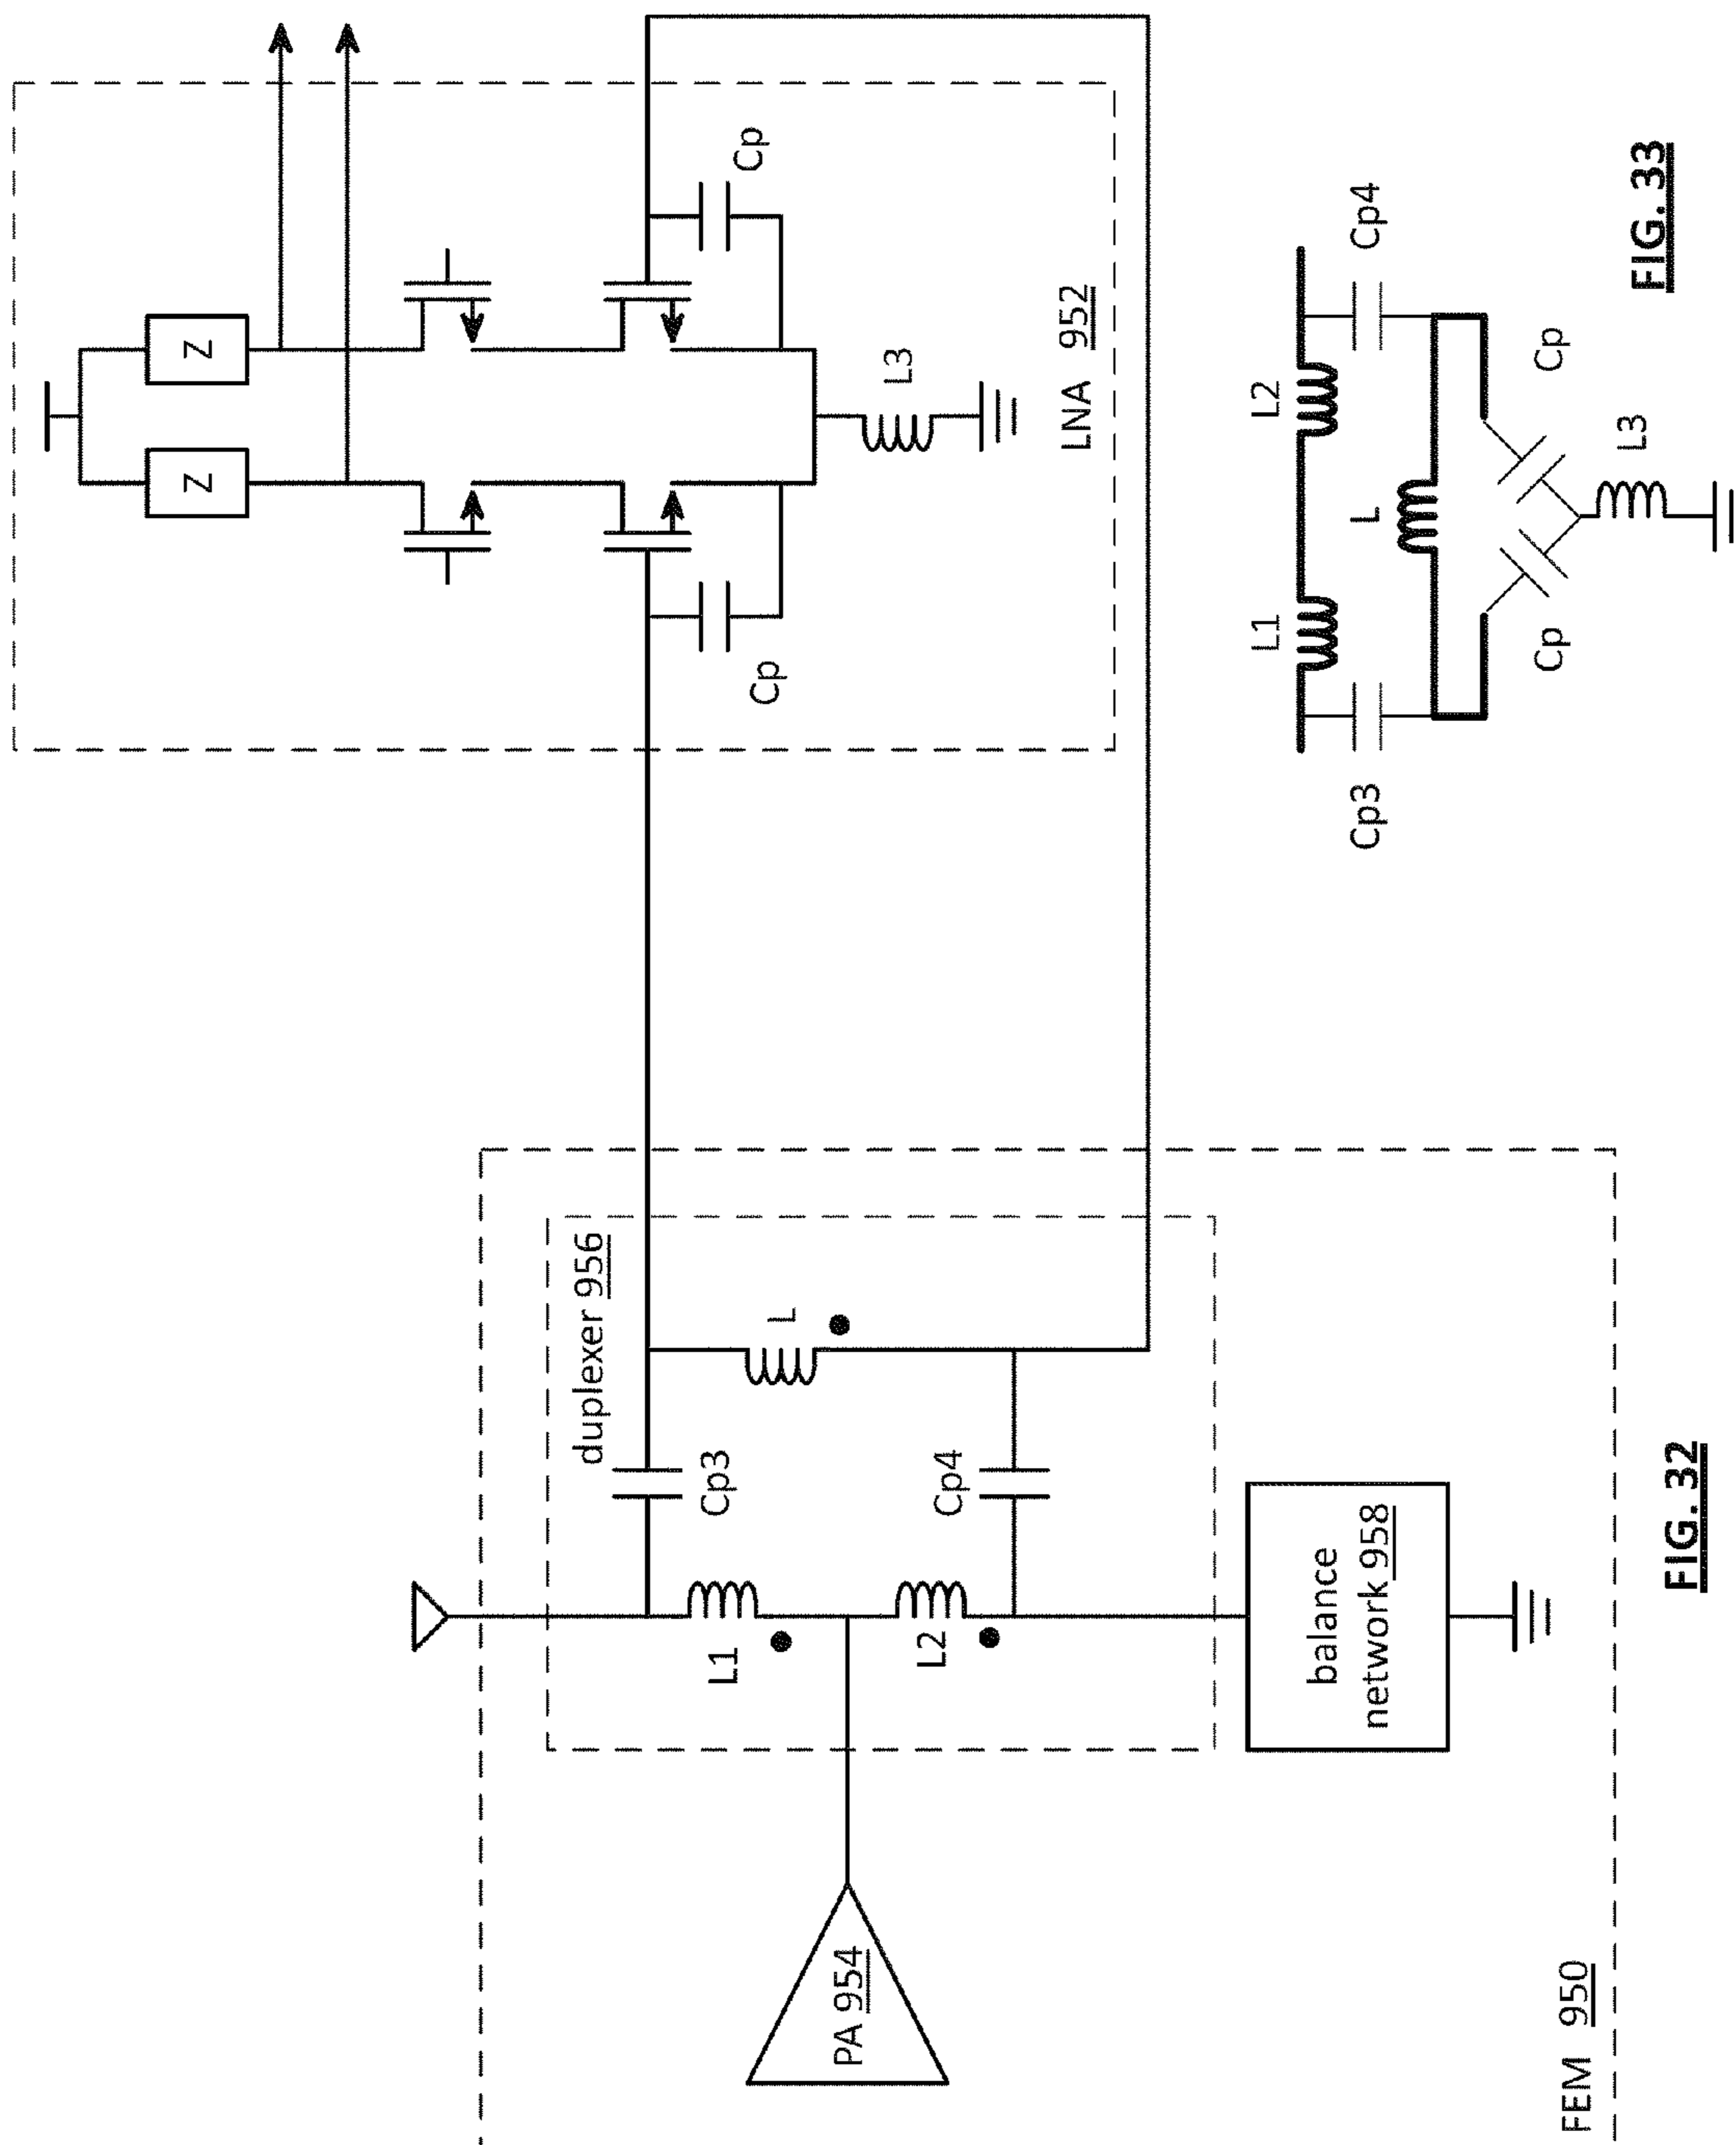 FEM 950
PA 954
duplexer 956
L1
L2
Cp3
Cp4
L
balance
network 958
LNA 952
Z
Z
Cp
Cp
L3
FIG. 32
L1
L2
Cp3
Cp4
L
Cp
Cp
L3
FIG. 33